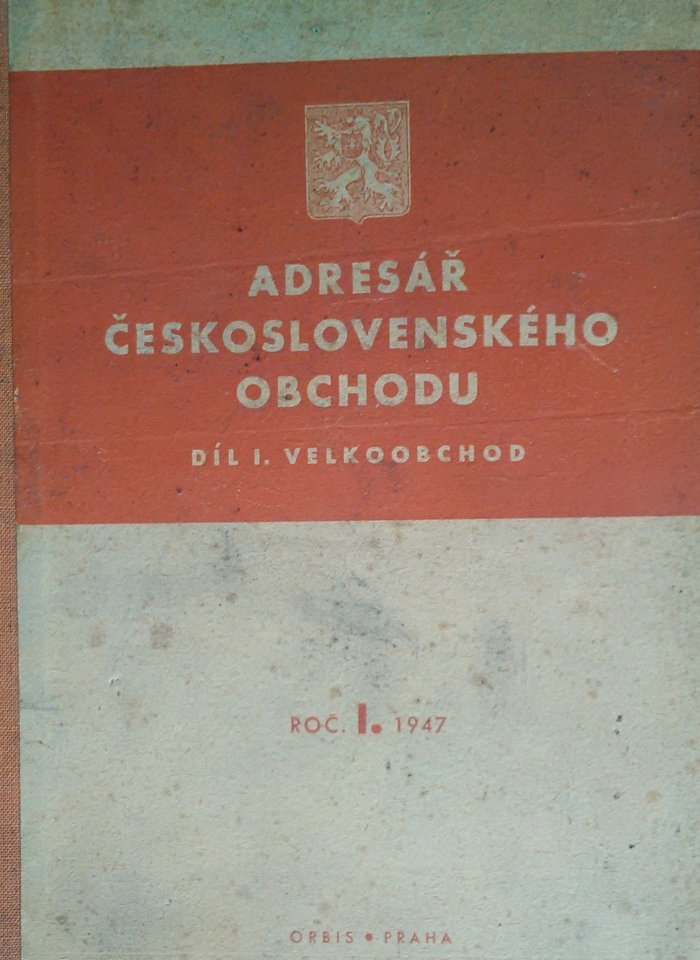 ADRESÁŘ
ČESKOSLOVENSKÉHO
OBCHODU
DÍL I. VELKOOBCHOD
ROČ. I. 1947
ORBIS • PRAHA